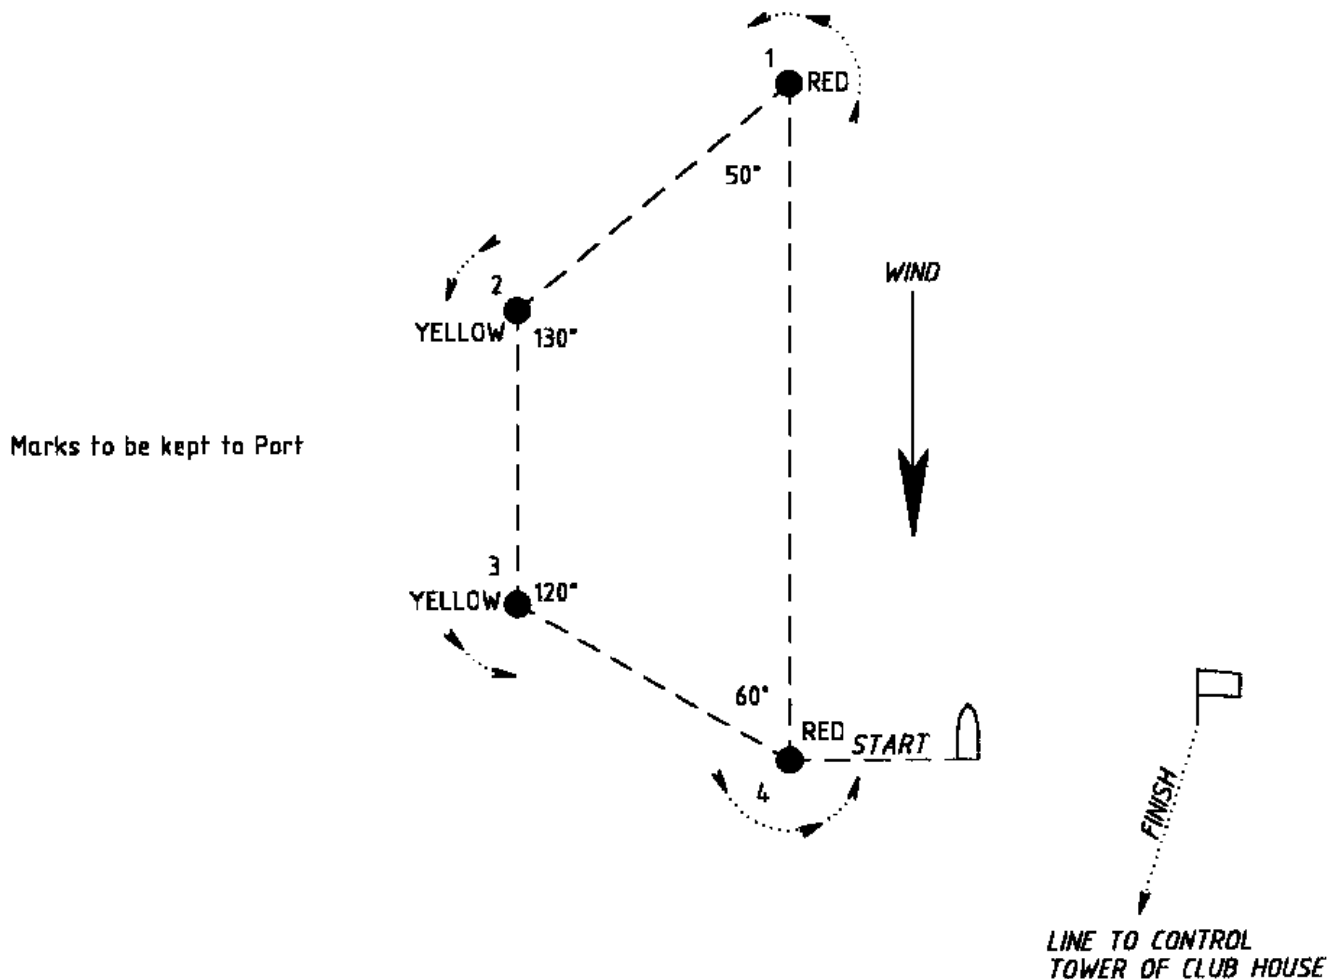 1
RED
50°
WIND
2
YELLOW
130°
Marks to be kept to Port
3
YELLOW
120°
60°
RED
START
4
FINISH
LINE TO CONTROL
TOWER OF CLUB HOUSE